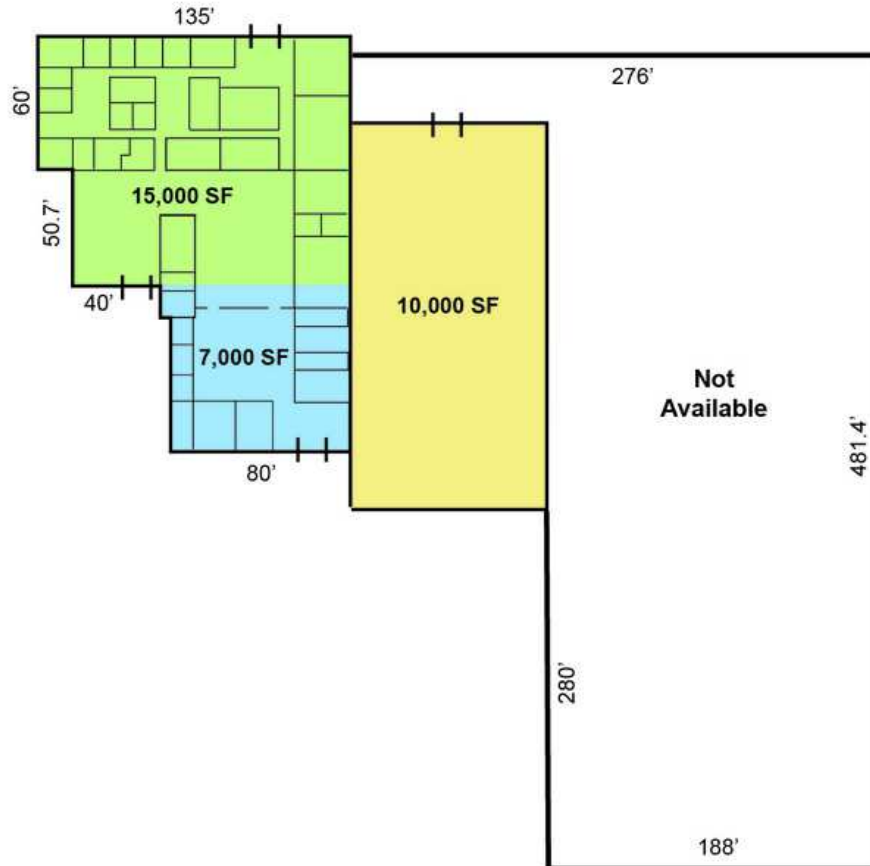 135’
276’
60’
15,000 SF
50.7’
40’
10,000 SF
7,000 SF
Not
Available
481.4’
80’
280’
188’